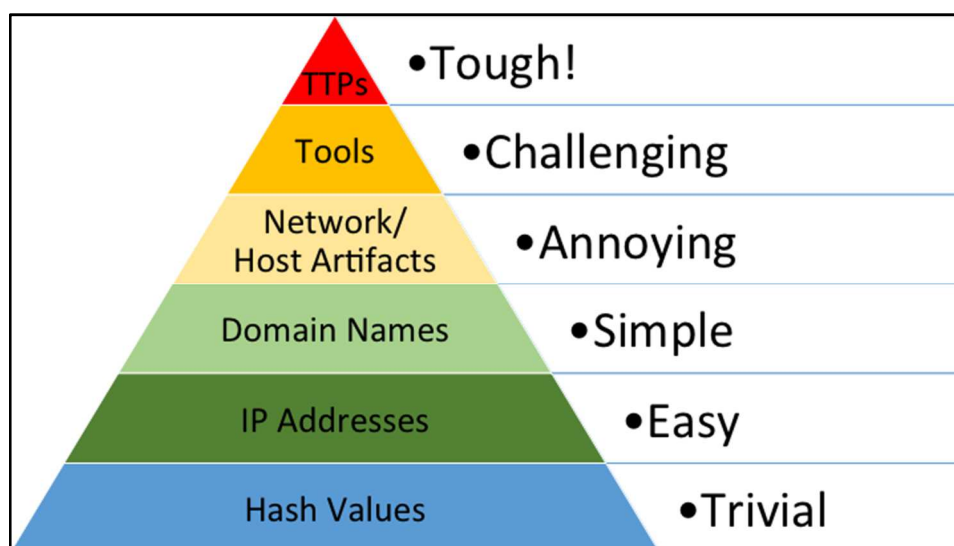 TTPs
•Tough!
Tools
•Challenging
Network/
Host Artifacts
•Annoying
Domain Names
•Simple
IP Addresses
•Easy
Hash Values
•Trivial